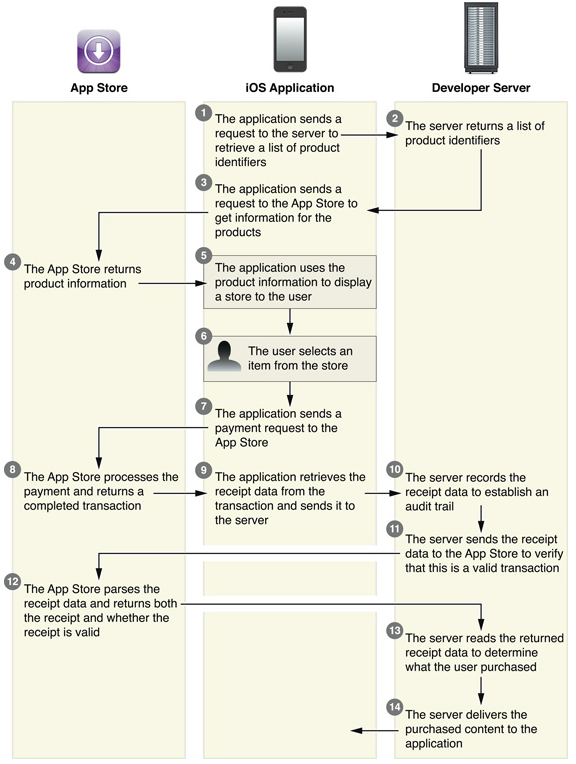 App Store
iOS Application
Developer Server
1
The application sends a
request to the server to
retrieve a list of product
identifiers
2
The server returns a list of
product identifiers
3
The application sends a
request to the App Store to
get information for the
products
4
The App Store returns
product information
5
The application uses the
product information to display
a store to the user
6
The user selects an
item from the store
7
The application sends a
payment request to the
App Store
8
The App Store processes the
payment and returns a
completed transaction
9
The application retrieves the
receipt data from the
transaction and sends it to
the server
10
The server records the
receipt data to establish an
audit trail
11
The server sends the receipt
data to the App Store to verify
that this is a valid transaction
12
The App Store parses the
receipt data and returns both
the receipt and whether the
receipt is valid
13
The server reads the returned
receipt data to determine
what the user purchased
14
The server delivers the
purchased content to the
application